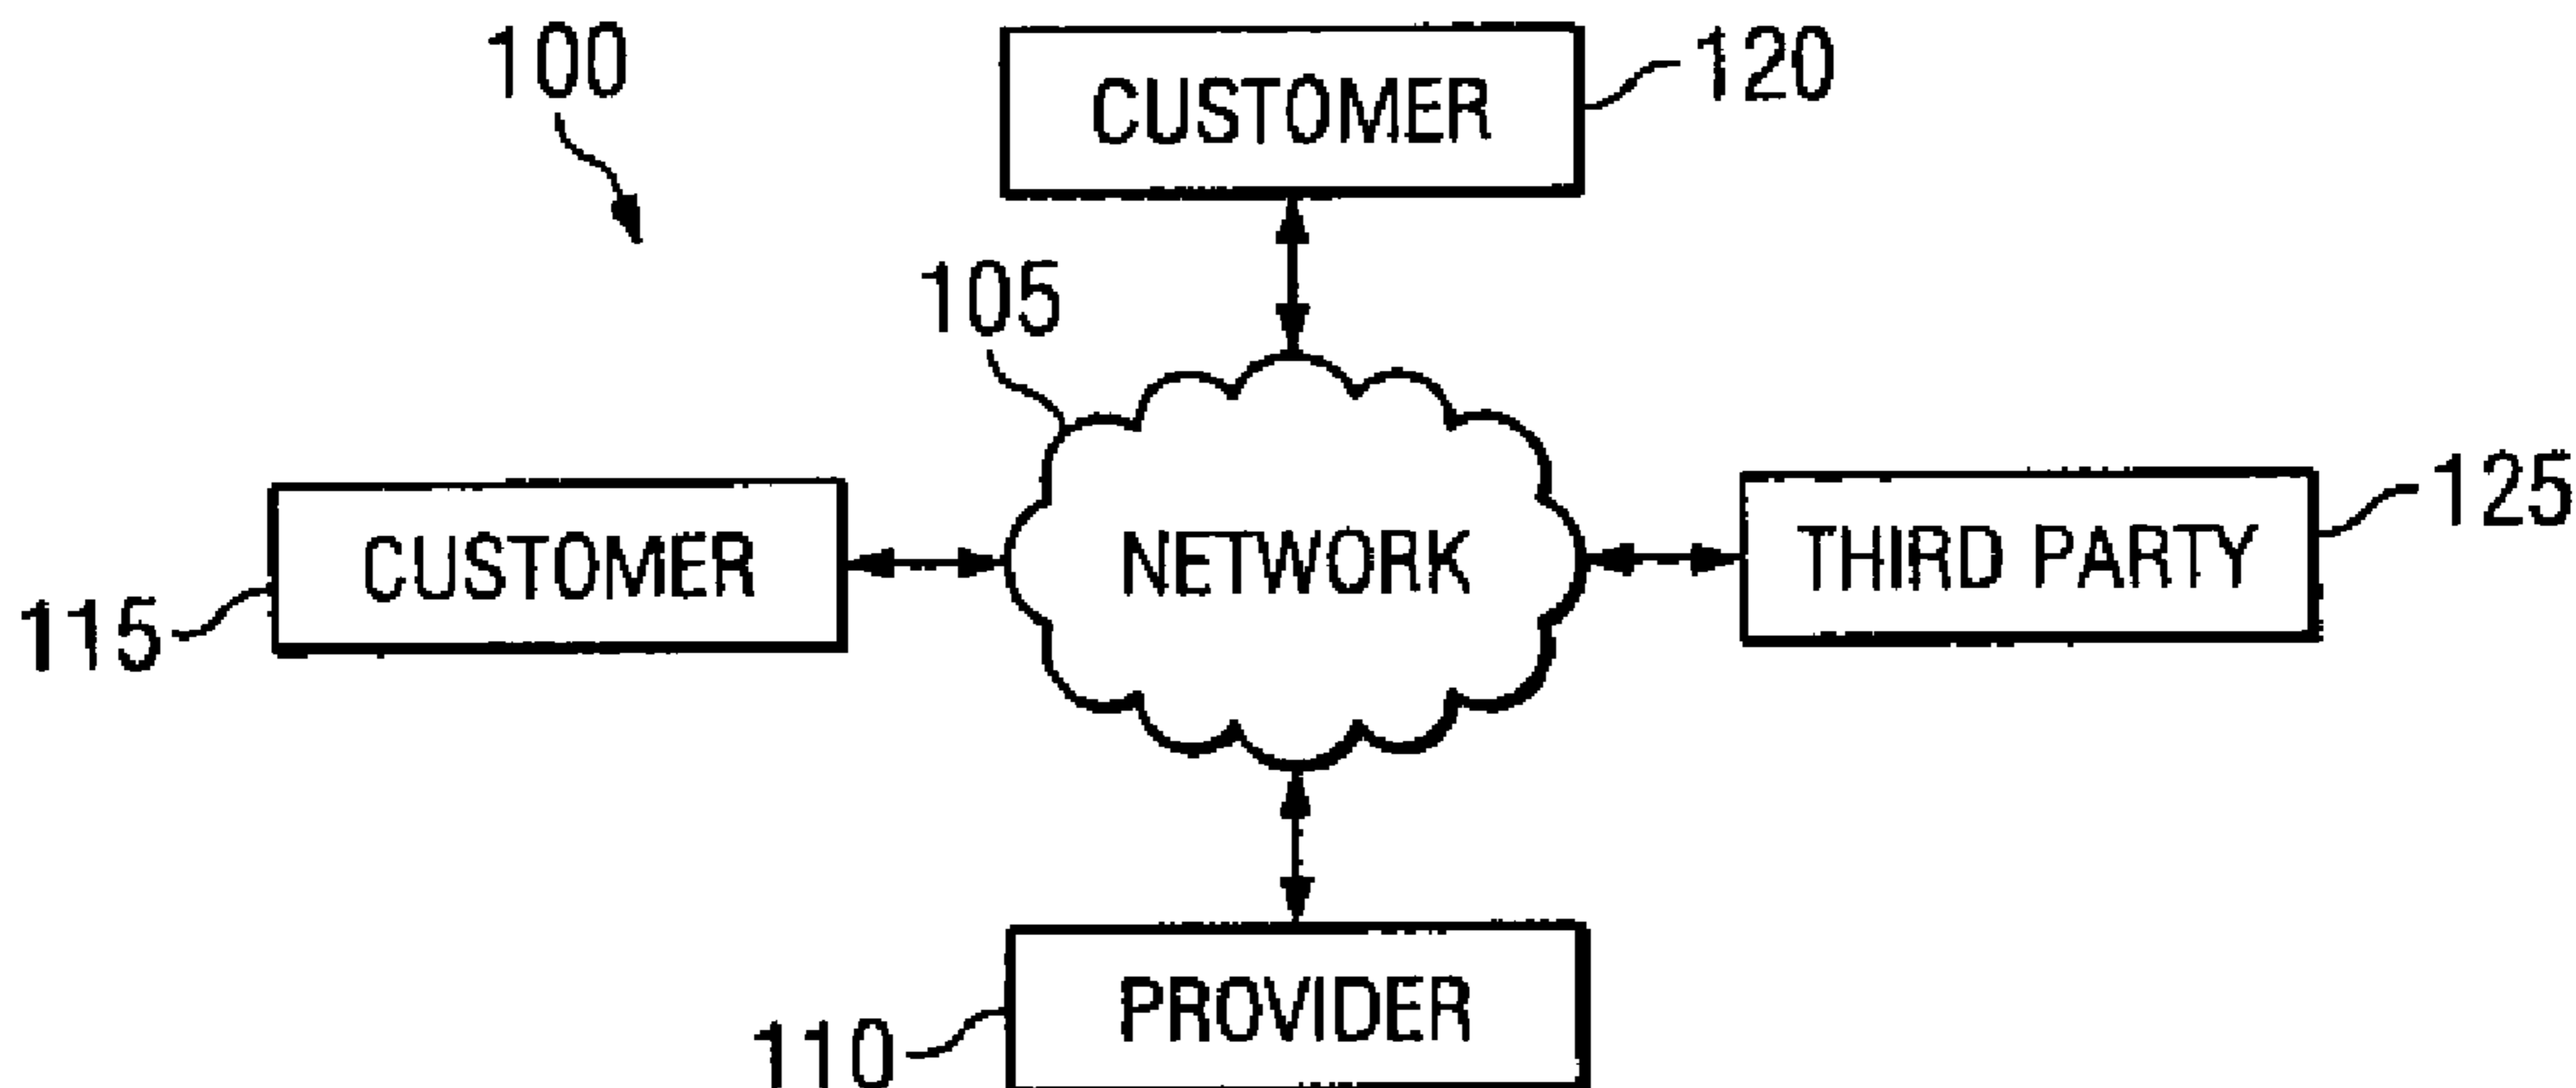 100
CUSTOMER
120
105
CUSTOMER
115
NETWORK
THIRD PARTY
125
PROVIDER
110